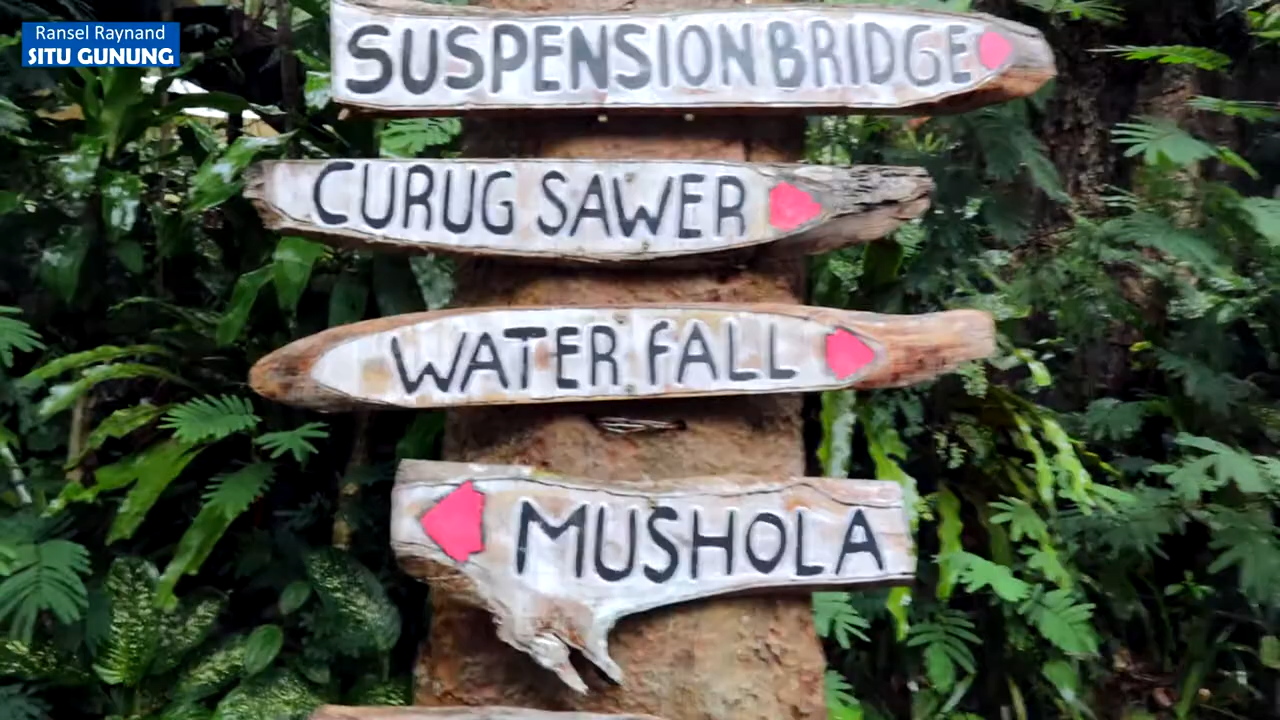 Ransel Raynand
SITU GUNUNG
SUSPENSION BRIDGE
CURUG SAWER
WATER FALL
MUSHOLA